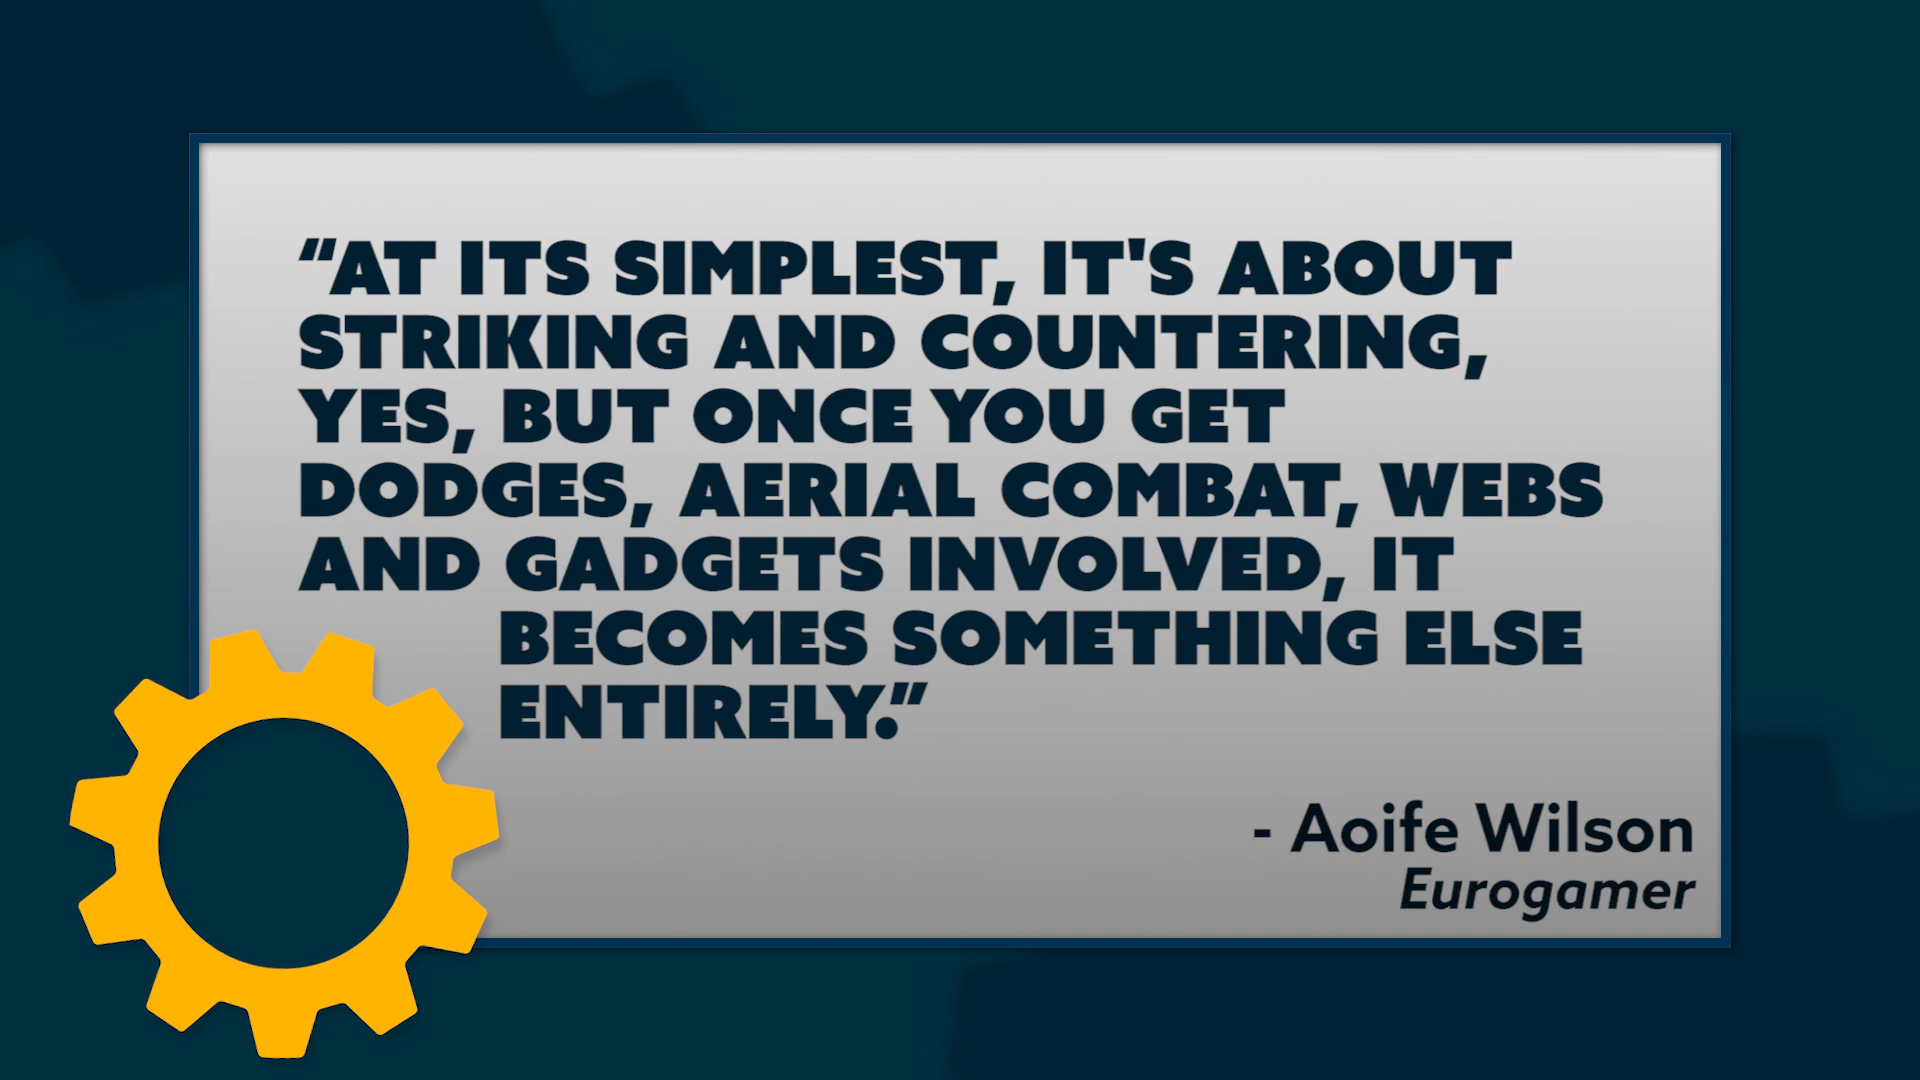 “AT ITS SIMPLEST, IT'S ABOUT
STRIKING AND COUNTERING,
YES, BUT ONCE YOU GET
DODGES, AERIAL COMBAT, WEBS
AND GADGETS INVOLVED, IT
BECOMES SOMETHING ELSE
ENTIRELY.”
- Aoife Wilson
Eurogamer